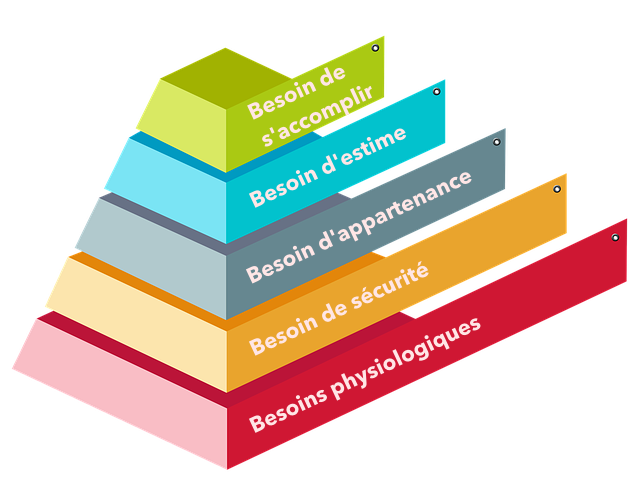 Besoin de
s'accomplir
Besoin d'estime
Besoin d'appartenance
Besoin de sécurité
Besoins physiologiques